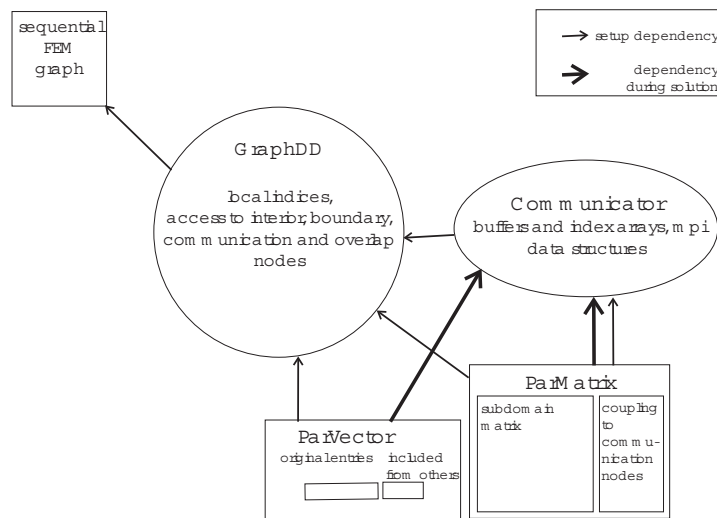 sequential
FEM
graph
setup dependency
dependency
during solution
GraphDD
local indices,
access to interior, boundary,
communication and overlap
nodes
Communicator
buffers and index arrays, mpi
data structures
ParMatrix
subdomain
matrix
coupling
to
commu-
nication
nodes
ParVector
original entries
included
from others